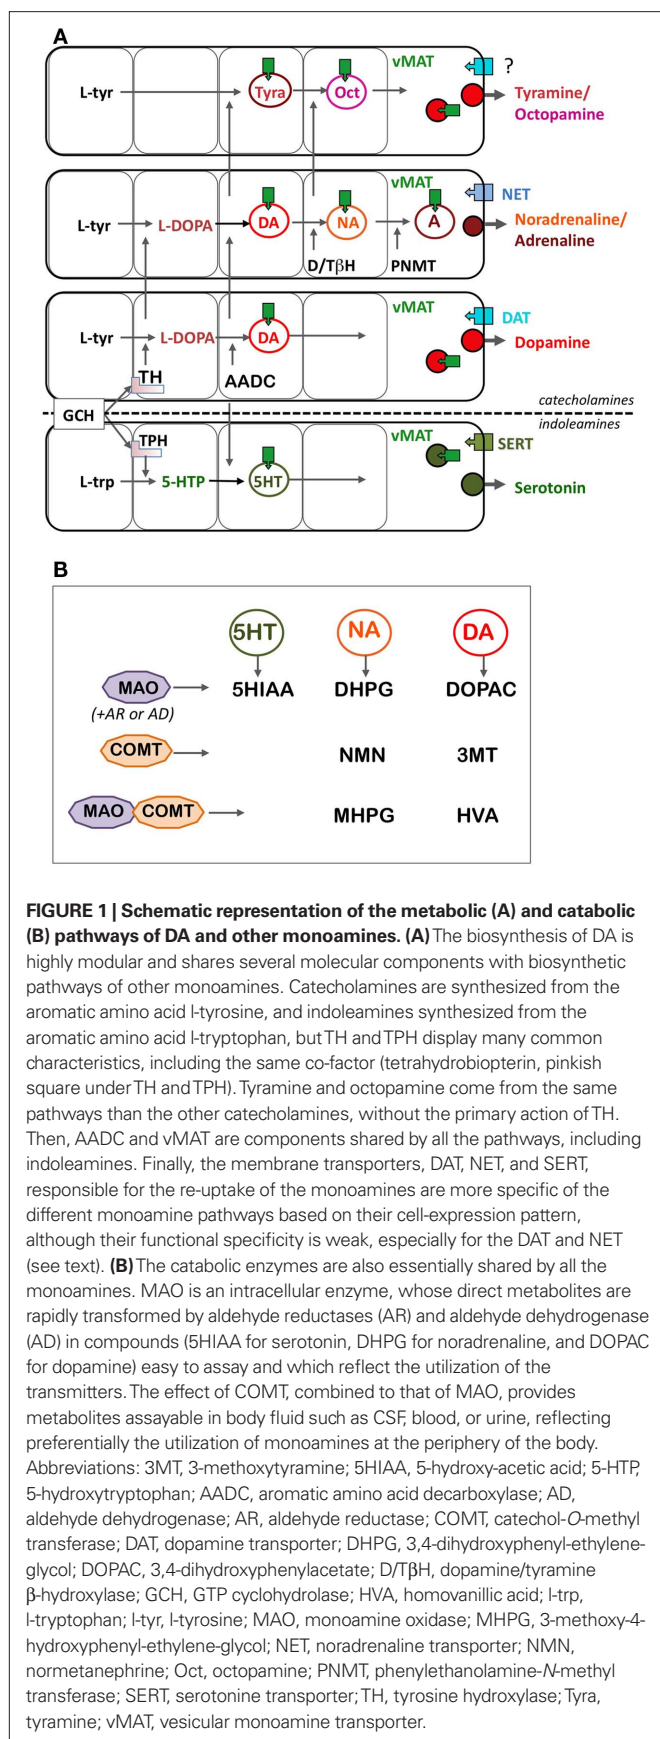 A
vMAT
?
L-tyr
Tyra
Oct
Tyramine/
Octopamine
vMAT
NET
L-tyr
L-DOPA
DA
NA
A
Noradrenaline/
Adrenaline
D/TβH
PNMT
vMAT
DAT
L-tyr
L-DOPA
DA
Dopamine
TH
AADC
catecholamines
GCH
indoleamines
TPH
vMAT
SERT
L-trp
5-HTP
5HT
Serotonin
B
5HT
NA
DA
MAO
5HIAA
DHPG
DOPAC
(+AR or AD)
COMT
NMN
3MT
MAO
COMT
MHPG
HVA
FIGURE 1 | Schematic representation of the metabolic (A) and catabolic
(B) pathways of DA and other monoamines. (A) The biosynthesis of DA is
highly modular and shares several molecular components with biosynthetic
pathways of other monoamines. Catecholamines are synthesized from the
aromatic amino acid l-tyrosine, and indoleamines synthesized from the
aromatic amino acid l-tryptophan, but TH and TPH display many common
characteristics, including the same co-factor (tetrahydrobiopterin, pinkish
square under TH and TPH). Tyramine and octopamine come from the same
pathways than the other catecholamines, without the primary action of TH.
Then, AADC and vMAT are components shared by all the pathways, including
indoleamines. Finally, the membrane transporters, DAT, NET, and SERT,
responsible for the re-uptake of the monoamines are more specific of the
different monoamine pathways based on their cell-expression pattern,
although their functional specificity is weak, especially for the DAT and NET
(see text). (B) The catabolic enzymes are also essentially shared by all the
monoamines. MAO is an intracellular enzyme, whose direct metabolites are
rapidly transformed by aldehyde reductases (AR) and aldehyde dehydrogenase
(AD) in compounds (5HIAA for serotonin, DHPG for noradrenaline, and DOPAC
for dopamine) easy to assay and which reflect the utilization of the
transmitters. The effect of COMT, combined to that of MAO, provides
metabolites assayable in body fluid such as CSF, blood, or urine, reflecting
preferentially the utilization of monoamines at the periphery of the body.
Abbreviations: 3MT, 3-methoxytyramine; 5HIAA, 5-hydroxy-acetic acid; 5-HTP,
5-hydroxytryptophan; AADC, aromatic amino acid decarboxylase; AD,
aldehyde dehydrogenase; AR, aldehyde reductase; COMT, catechol-O-methyl
transferase; DAT, dopamine transporter; DHPG, 3,4-dihydroxyphenyl-ethylene-
glycol; DOPAC, 3,4-dihydroxyphenylacetate; D/TβH, dopamine/tyramine
β-hydroxylase; GCH, GTP cyclohydrolase; HVA, homovanillic acid; l-trp,
l-tryptophan; l-tyr, l-tyrosine; MAO, monoamine oxidase; MHPG, 3-methoxy-4-
hydroxyphenyl-ethylene-glycol; NET, noradrenaline transporter; NMN,
normetanephrine; Oct, octopamine; PNMT, phenylethanolamine-N-methyl
transferase; SERT, serotonine transporter; TH, tyrosine hydroxylase; Tyra,
tyramine; vMAT, vesicular monoamine transporter.